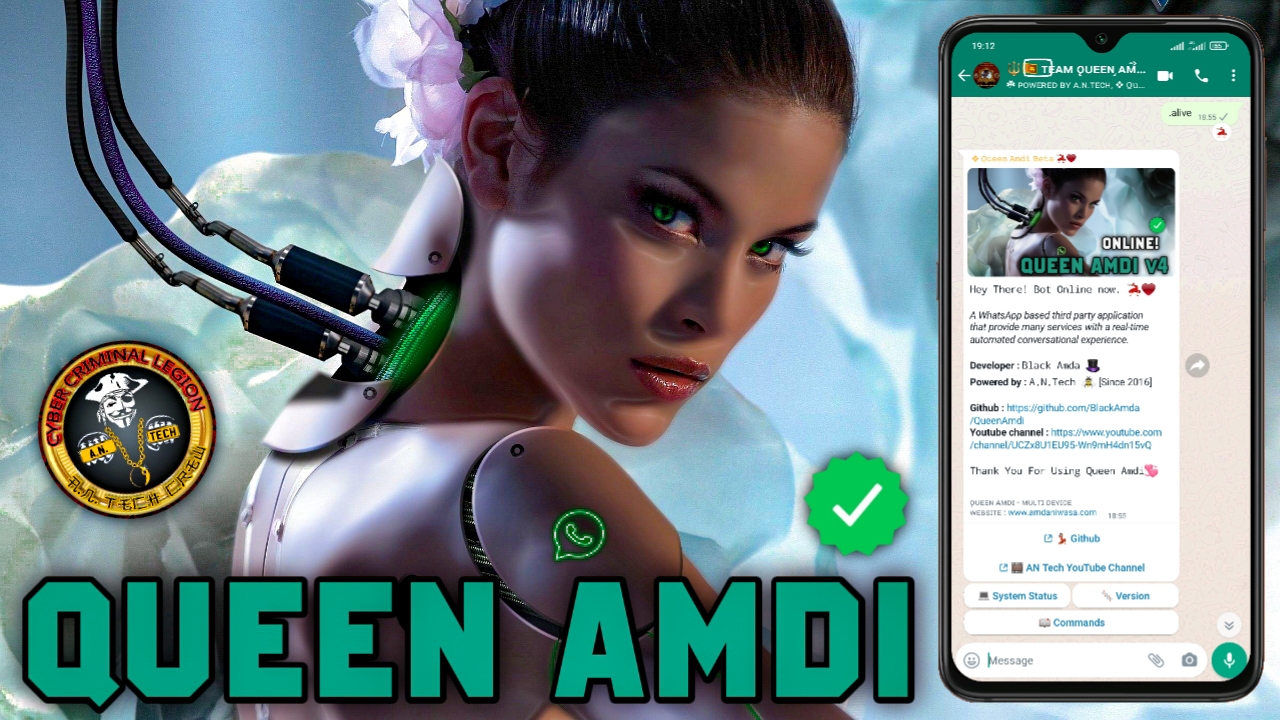 CYBER CRIMINAL LEGION
A.N.
TECH
A.N. TECH CREW
QUEEN AMDI
19:12
TEAM QUEEN AM...
POWERED BY A.N.TECH, ❖ Qu...
.alive 18:55
❖ Queen Amdi Beta
ONLINE!
QUEEN AMDI v4
Hey There! Bot Online now.
A WhatsApp based third party application
that provide many services with a real-time
automated conversational experience.
Developer : Black Amda
Powered by : A,N,Tech [Since 2016]
Github : https://github.com/BlackAmda
/QueenAmdi
Youtube channel : https://www.youtube.com
/channel/UCZx8U1EU95-Wn9mH4dn15vQ
Thank You For Using Queen Amdi
QUEEN AMDI - MULTI DEVICE
WEBSITE : www.amdaniwasa.com 18:55
Github
AN Tech YouTube Channel
System Status
Version
Commands
Message